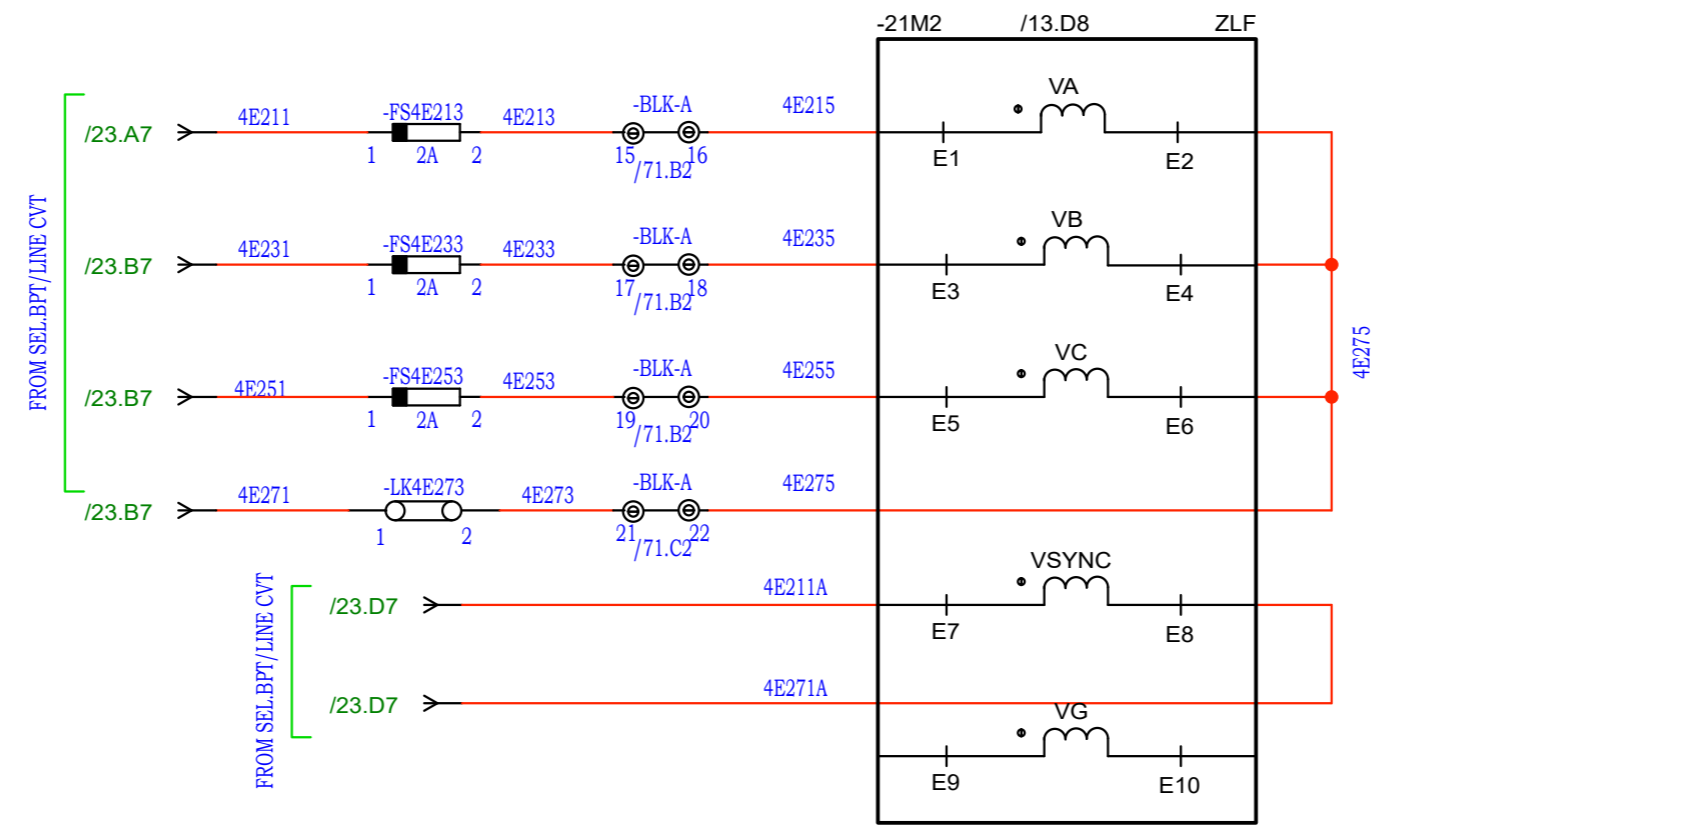 -21M2 /13.D8 ZLF
VA
4E211 -FS4E213 4E213 -BLK-A 4E215
/23.A7
1 2A 2 15 16 E1 E2
/71.B2
VB
4E231 -FS4E233 4E233 -BLK-A 4E235
/23.B7
1 2A 2 17 18 E3 E4
/71.B2
FROM SEL.BPT/LINE CVT
4E275
VC
4E251 -FS4E253 4E253 -BLK-A 4E255
/23.B7
1 2A 2 19 20 E5 E6
/71.B2
4E271 -LK4E273 4E273 -BLK-A 4E275
/23.B7
1 2 21 22
/71.C2
VSYNC
4E211A
/23.D7
E7 E8
FROM SEL.BPT/LINE CVT
4E271A
/23.D7
VG
E9 E10